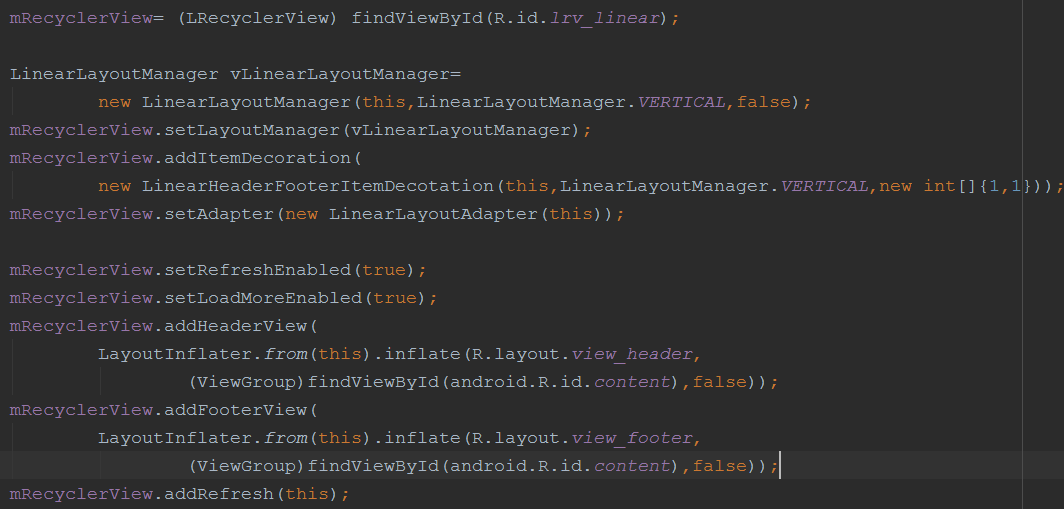 mRecyclerView= (LRecyclerView) findViewById(R.id.lrv_linear);
LinearLayoutManager vLinearLayoutManager=
new LinearLayoutManager(this,LinearLayoutManager.VERTICAL,false);
mRecyclerView.setLayoutManager(vLinearLayoutManager);
mRecyclerView.addItemDecoration(
new LinearHeaderFooterItemDecotation(this,LinearLayoutManager.VERTICAL,new int[]{1,1}));
mRecyclerView.setAdapter(new LinearLayoutAdapter(this));
mRecyclerView.setRefreshEnabled(true);
mRecyclerView.setLoadMoreEnabled(true);
mRecyclerView.addHeaderView(
LayoutInflater.from(this).inflate(R.layout.view_header,
(ViewGroup)findViewById(android.R.id.content),false));
mRecyclerView.addFooterView(
LayoutInflater.from(this).inflate(R.layout.view_footer,
(ViewGroup)findViewById(android.R.id.content),false));
mRecyclerView.addRefresh(this);